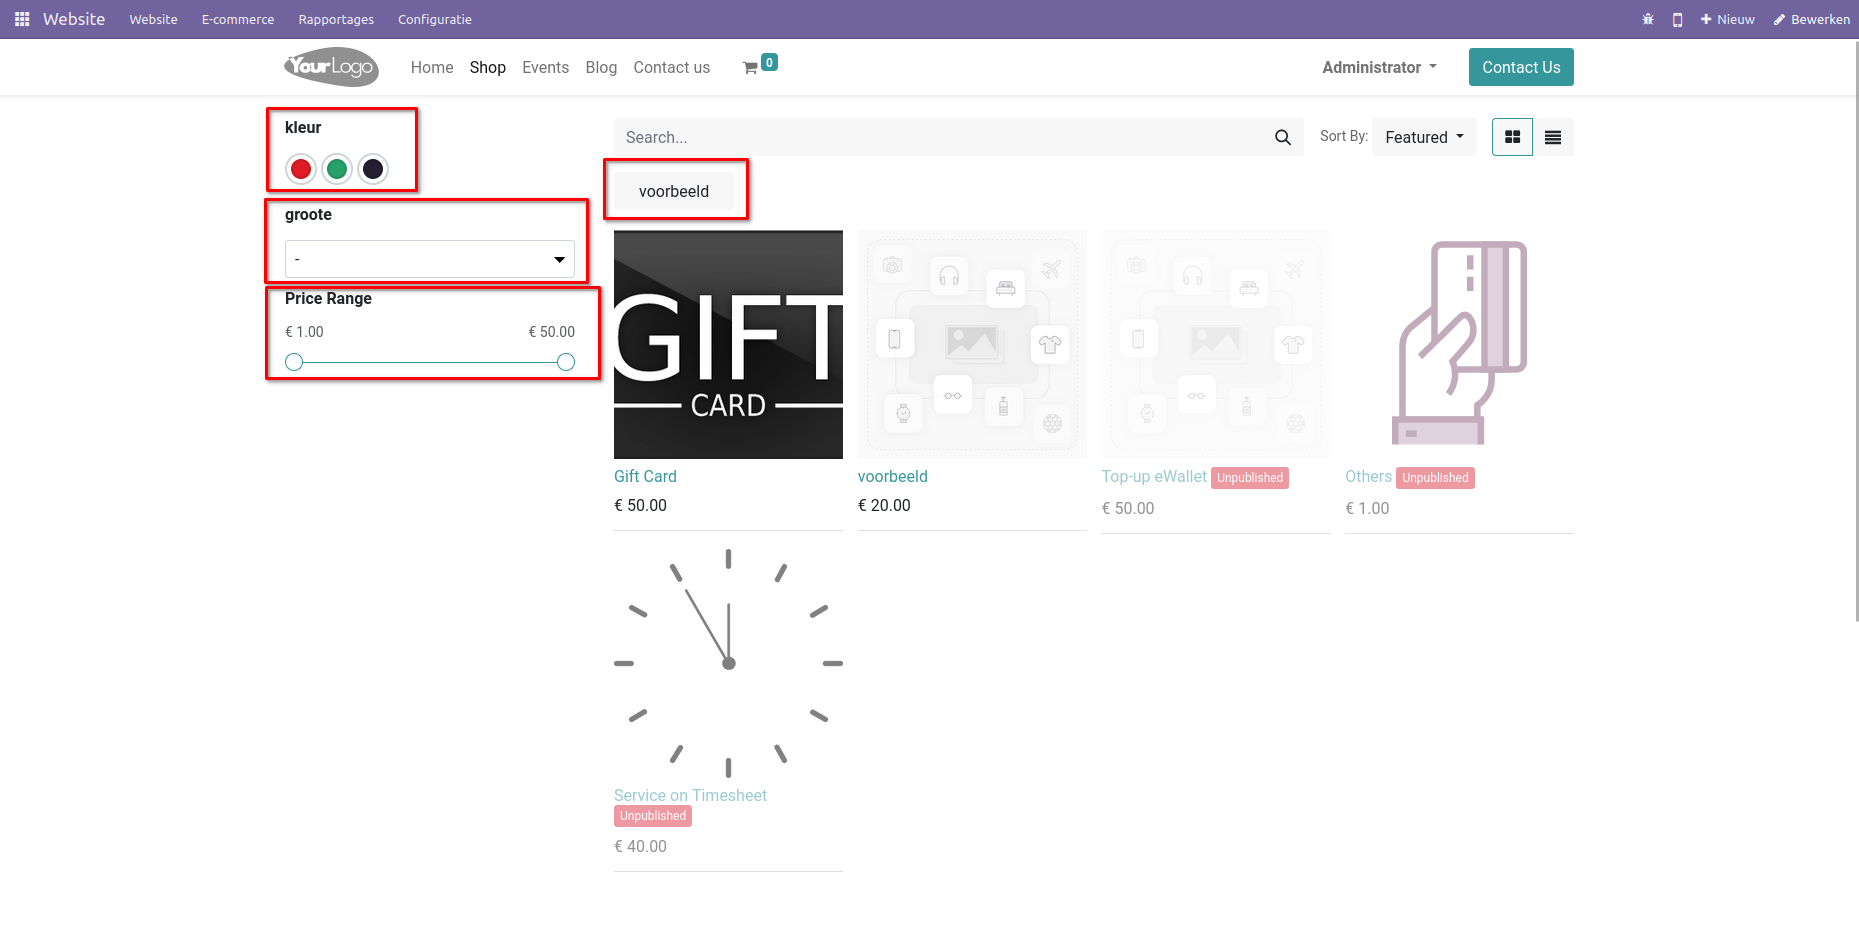 Website Website E-commerce Rapportages Configuratie Nieuw Bewerken
YourLogo Home Shop Events Blog Contact us 0 Administrator Contact Us
kleur
groote
-
Price Range
€ 1.00 € 50.00
Search... Sort By: Featured
voorbeeld
GIFT
CARD
Gift Card
€ 50.00
voorbeeld
€ 20.00
Top-up eWallet Unpublished
€ 50.00
Others Unpublished
€ 1.00
Service on Timesheet
Unpublished
€ 40.00